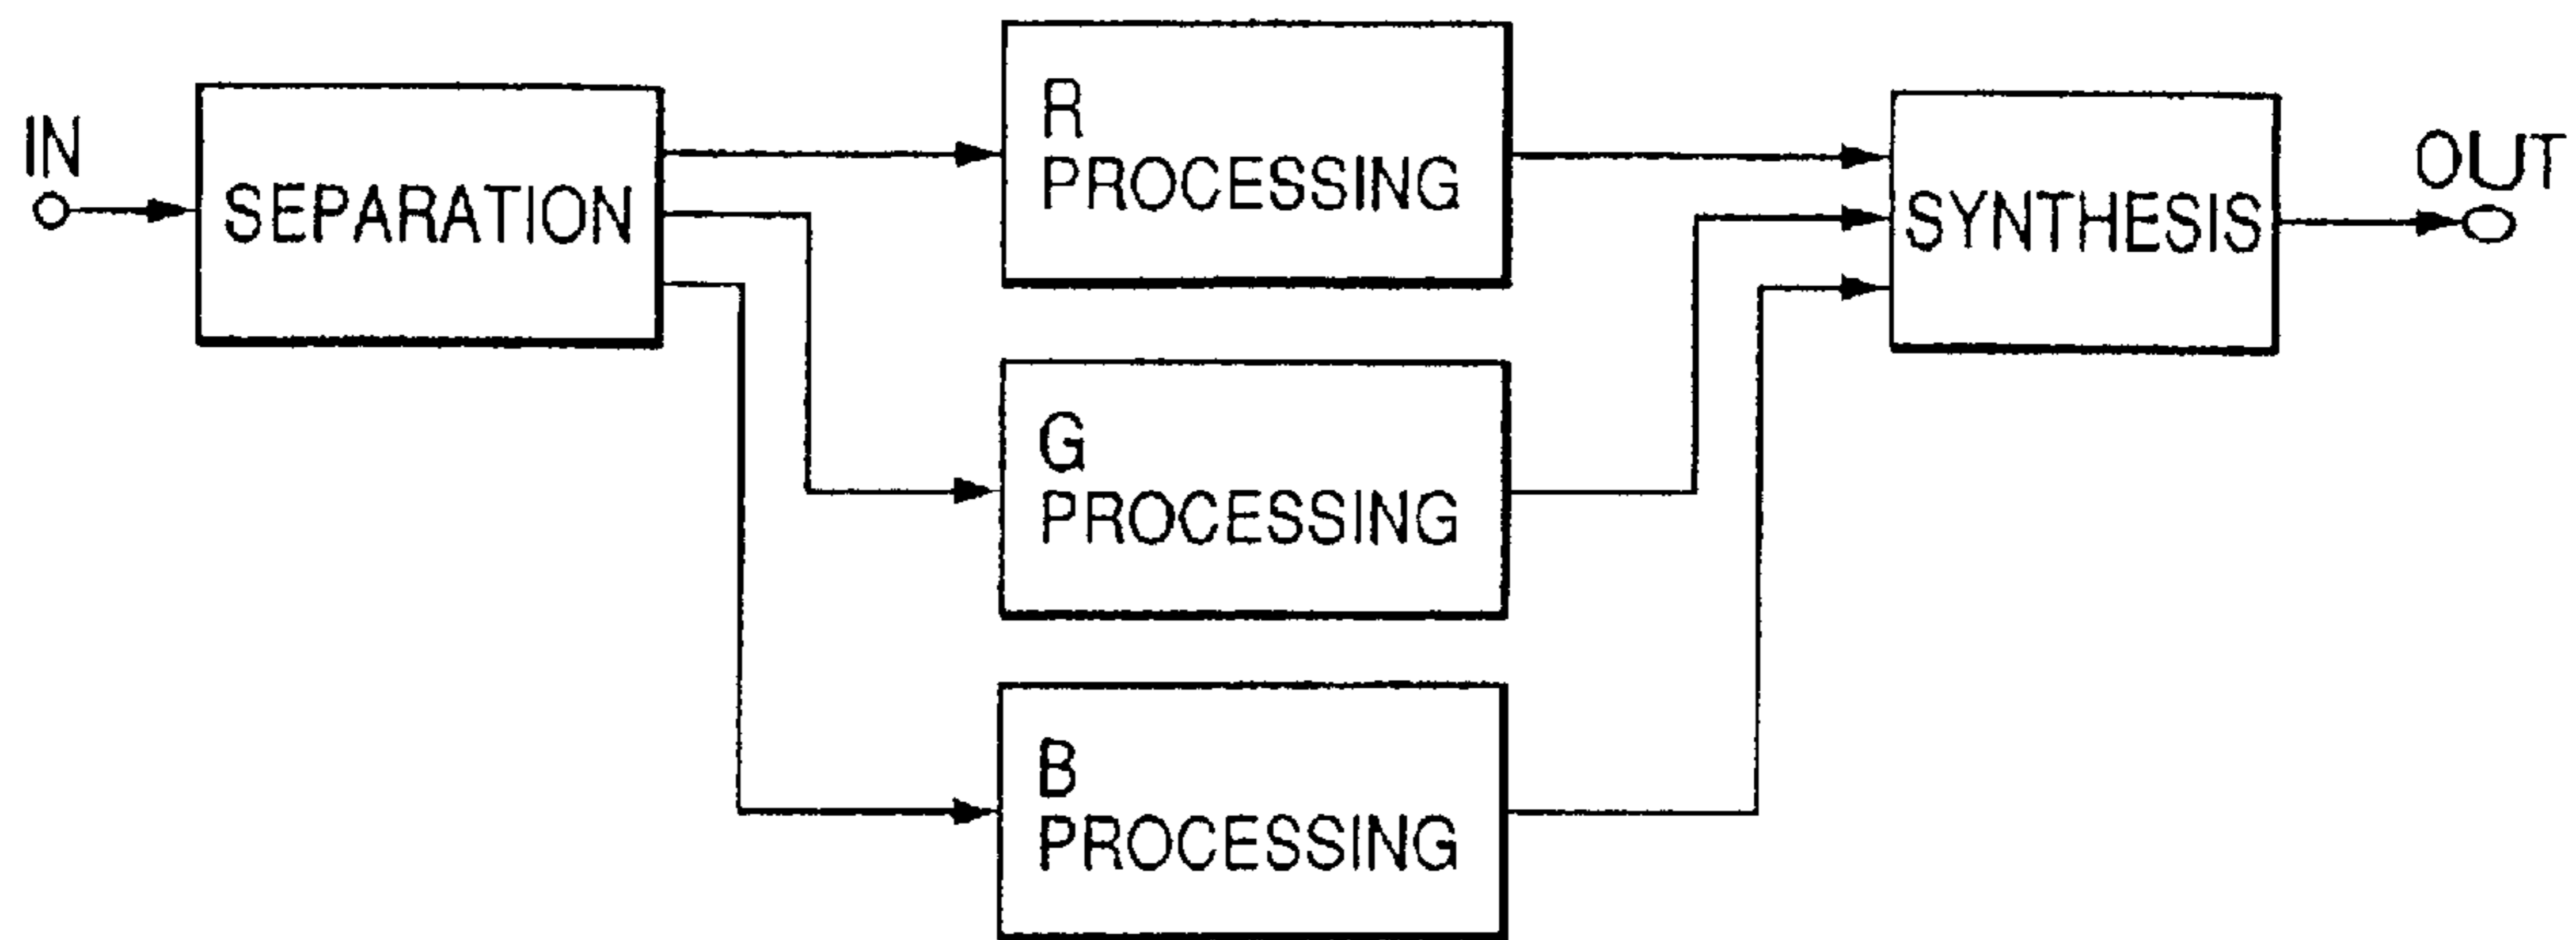 IN
SEPARATION
R
PROCESSING
G
PROCESSING
B
PROCESSING
SYNTHESIS
OUT